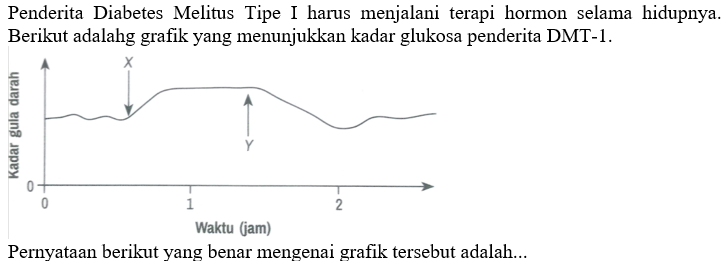 Penderita Diabetes Melitus Tipe I harus menjalani terapi hormon selama hidupnya.
Berikut adalahg grafik yang menunjukkan kadar glukosa penderita DMT-1.
X
Kadar gula darah
Y
0
0
1
2
Waktu (jam)
Pernyataan berikut yang benar mengenai grafik tersebut adalah...